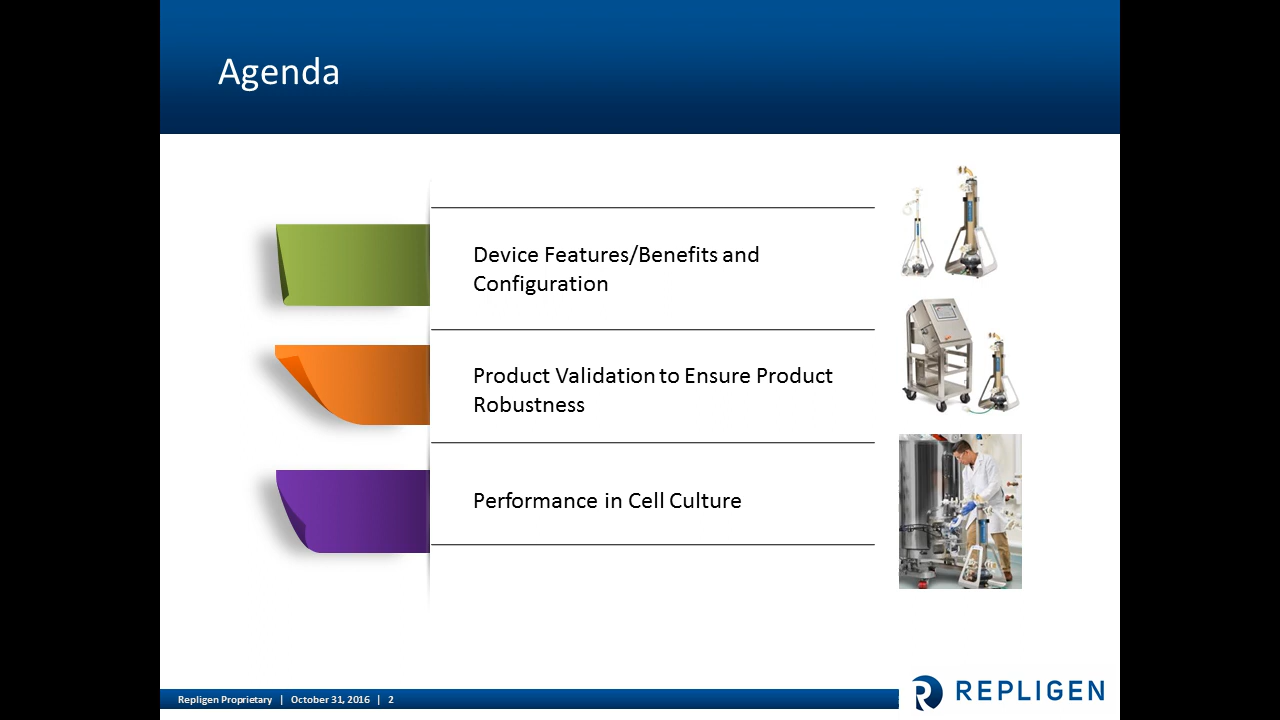 Agenda
Device Features/Benefits and
Configuration
Product Validation to Ensure Product
Robustness
Performance in Cell Culture
Repligen Proprietary | October 31, 2016 | 2
REPLIGEN